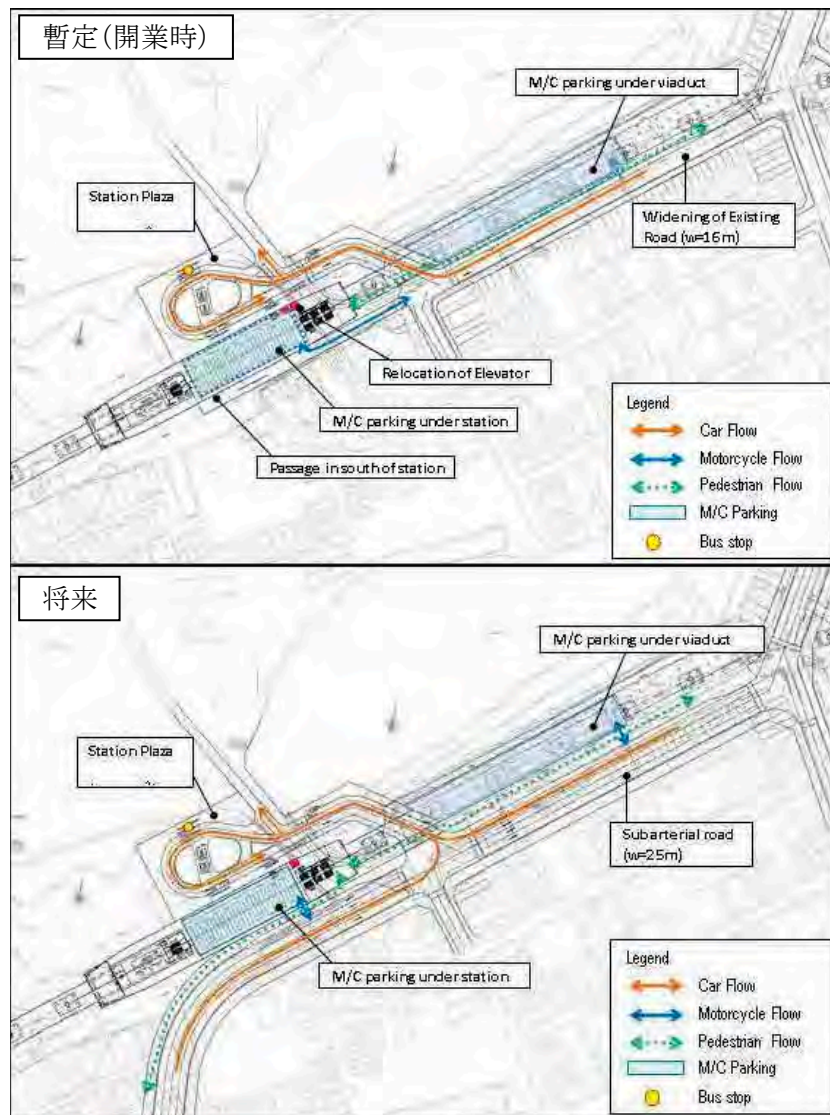 暫定(開業時)
M/C parking under viaduct
Station Plaza
Widening of Existing
Road (w=16m)
Relocation of Elevator
M/C parking under station
Passage in south of station
Legend
Car Flow
Motorcycle Flow
Pedestrian Flow
M/C Parking
Bus stop
将来
M/C parking under viaduct
Station Plaza
Subarterial road
(w=25m)
M/C parking under station
Legend
Car Flow
Motorcycle Flow
Pedestrian Flow
M/C Parking
Bus stop